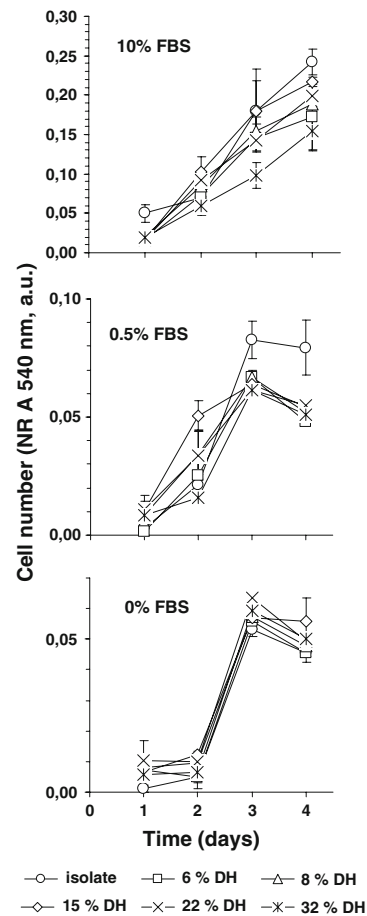 0,30
10% FBS
0,25
0,20
0,15
0,10
0,05
0,00
Cell number (NR A 540 nm, a.u.)
0,10
0.5% FBS
0,05
0,00
0% FBS
0,05
0,00
0 1 2 3 4
Time (days)
isolate 6 % DH 8 % DH
15 % DH 22 % DH 32 % DH